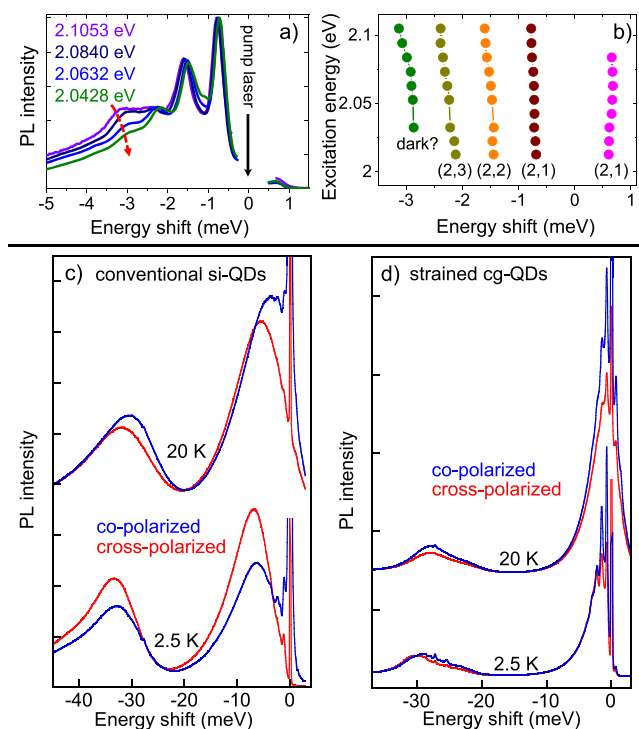 a)
2.1053 eV
2.0840 eV
2.0632 eV
2.0428 eV
pump laser
PL intensity
-5 -4 -3 -2 -1 0 1
Energy shift (meV)
b)
2.1
2.05
2
Excitation energy (eV)
dark?
(2,3) (2,2) (2,1) (2,1)
-3 -2 -1 0 1
Energy shift (meV)
c) conventional si-QDs
20 K
co-polarized
cross-polarized
2.5 K
PL intensity
-40 -30 -20 -10 0
Energy shift (meV)
d) strained cg-QDs
co-polarized
cross-polarized
20 K
2.5 K
PL intensity
-30 -20 -10 0
Energy shift (meV)